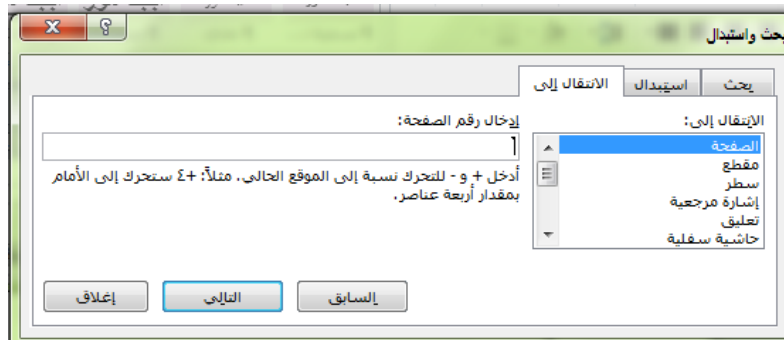 بحث واستبدال
يحث
استبدال
الانتقال إلى
الانتقال إلى:
إدخال رقم الصفحة:
الصفحة
مقطع
سطر
إشارة مرجعية
تعليق
حاشية سفلية
أدخل + و - للتحرك نسبة إلى الموقع الحالي. مثلاً: +٤ ستحرك إلى الأمام
بمقدار أربعة عناصر.
السابق
التالي
إغلاق